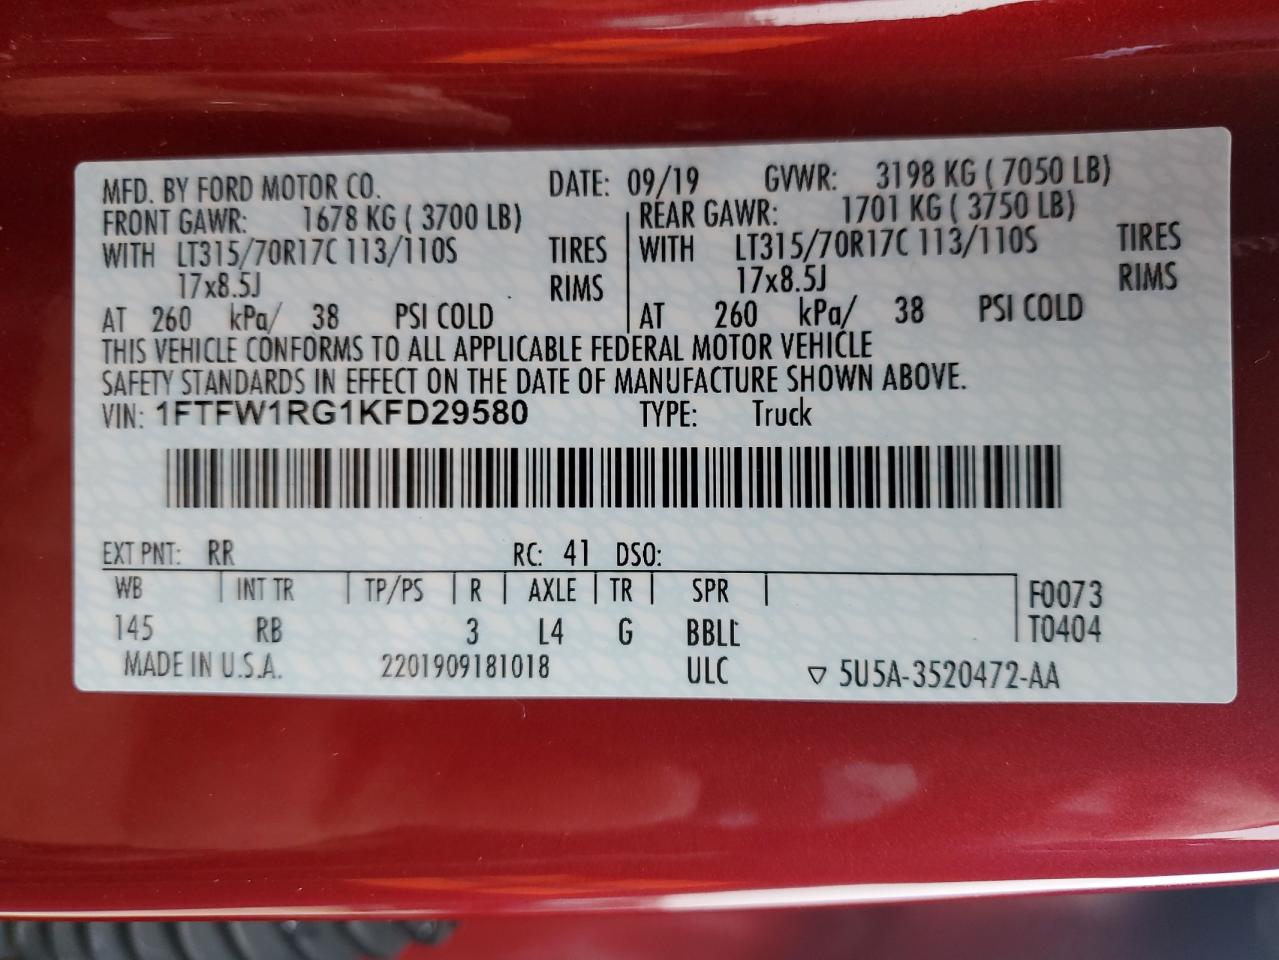 MFD. BY FORD MOTOR CO. DATE: 09/19 GVWR: 3198 KG ( 7050 LB)
FRONT GAWR: 1678 KG ( 3700 LB) REAR GAWR: 1701 KG ( 3750 LB)
WITH LT315/70R17C 113/110S TIRES WITH LT315/70R17C 113/110S TIRES
17x8.5J RIMS 17x8.5J RIMS
AT 260 kPa/ 38 PSI COLD AT 260 kPa/ 38 PSI COLD
THIS VEHICLE CONFORMS TO ALL APPLICABLE FEDERAL MOTOR VEHICLE
SAFETY STANDARDS IN EFFECT ON THE DATE OF MANUFACTURE SHOWN ABOVE.
VIN: 1FTFW1RG1KFD29580 TYPE: Truck
EXT PNT: RR RC: 41 DSO:
WB INT TR TP/PS R AXLE TR SPR F0073
145 RB 3 L4 G BBLL T0404
MADE IN U.S.A. 2201909181018 ULC ▽ 5U5A-3520472-AA